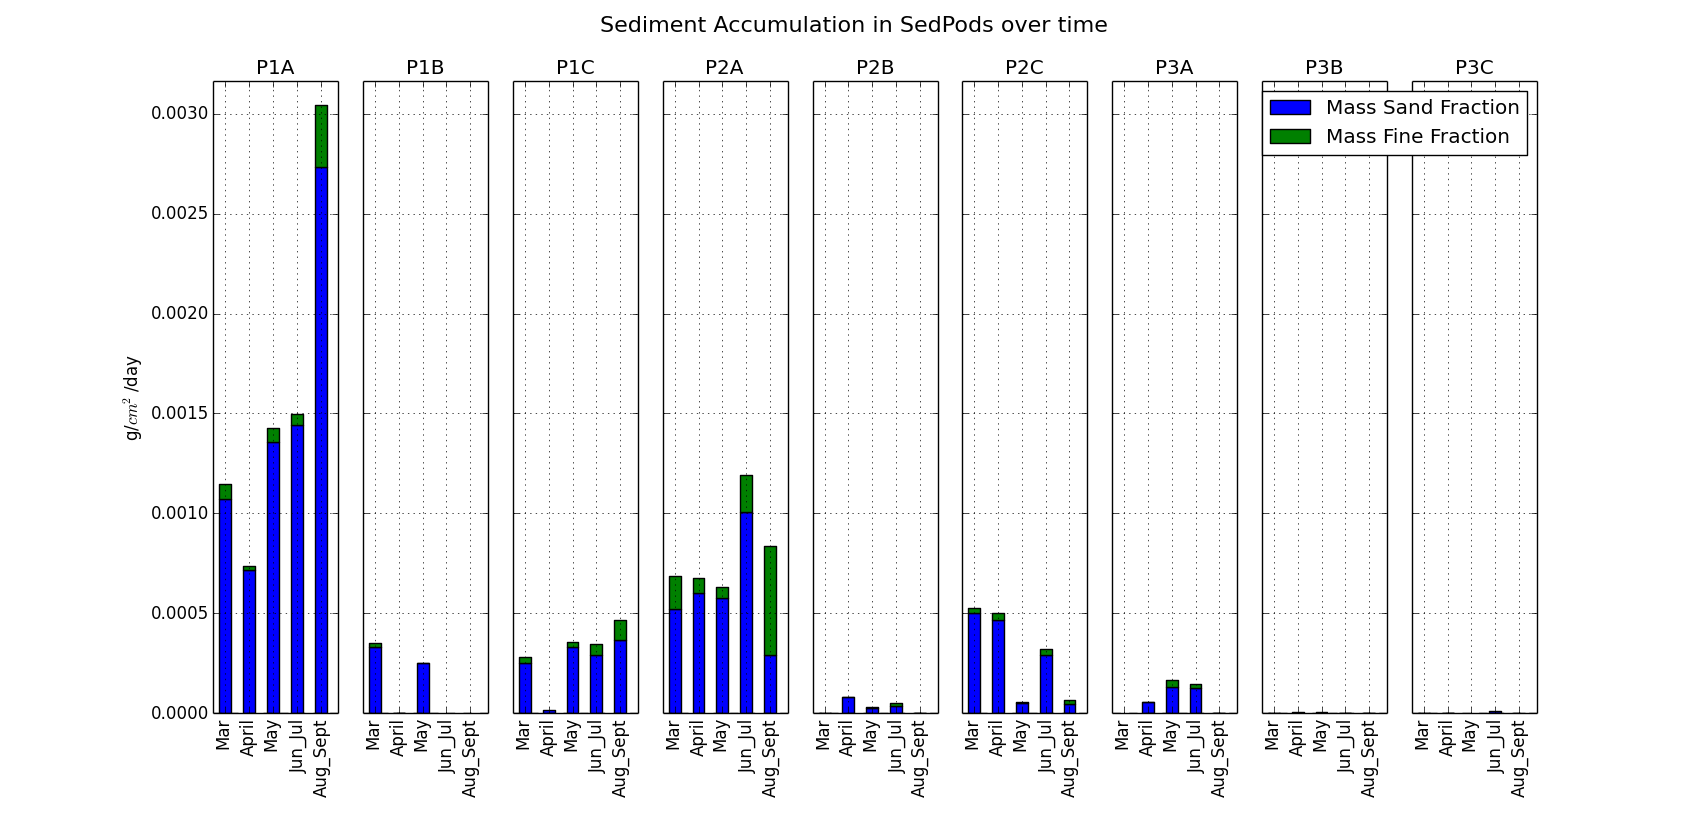 Sediment Accumulation in SedPods over time
P1A P1B P1C P2A P2B P2C P3A P3B P3C
Mass Sand Fraction
Mass Fine Fraction
0.0030
0.0025
0.0020
0.0015
0.0010
0.0005
0.0000
g/cm² /day
Mar April May Jun_Jul Aug_Sept
Mar April May Jun_Jul Aug_Sept
Mar April May Jun_Jul Aug_Sept
Mar April May Jun_Jul Aug_Sept
Mar April May Jun_Jul Aug_Sept
Mar April May Jun_Jul Aug_Sept
Mar April May Jun_Jul Aug_Sept
Mar April May Jun_Jul Aug_Sept
Mar April May Jun_Jul Aug_Sept